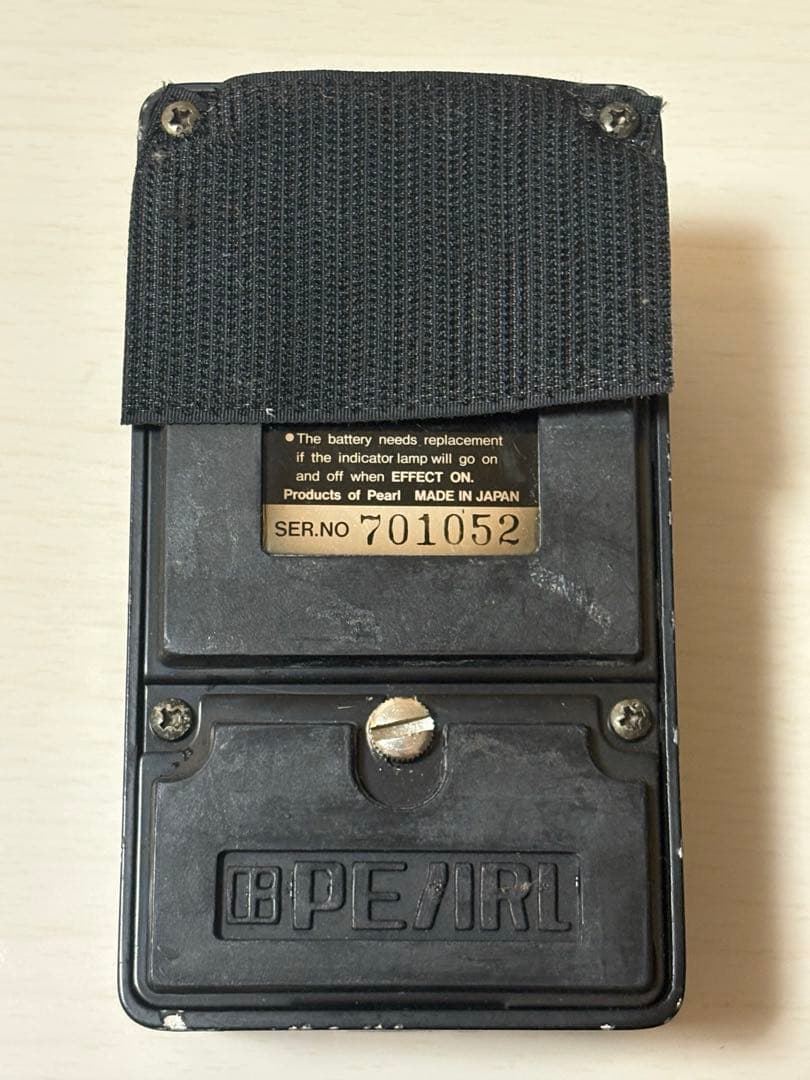 ● The battery needs replacement
if the indicator lamp will go on
and off when EFFECT ON.
Products of Pearl MADE IN JAPAN
SER.NO 701052
PEARL